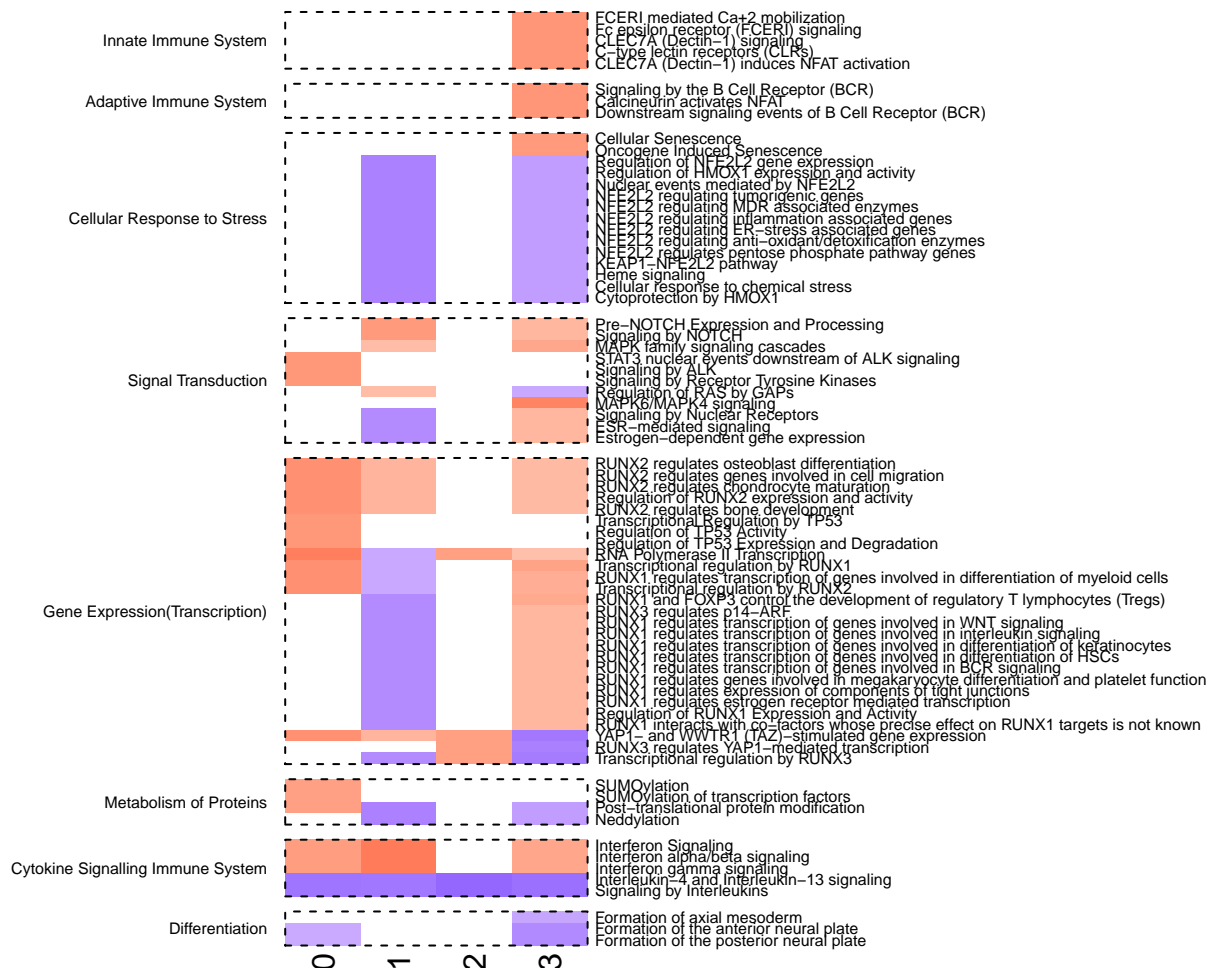 Innate Immune System
FCERI mediated Ca+2 mobilization
Fc epsilon receptor (FCERI) signaling
CLEC7A (Dectin−1) signaling
C−type lectin receptors (CLRs)
CLEC7A (Dectin−1) induces NFAT activation
Adaptive Immune System
Signaling by the B Cell Receptor (BCR)
Calcineurin activates NFAT
Downstream signaling events of B Cell Receptor (BCR)
Cellular Response to Stress
Cellular Senescence
Oncogene Induced Senescence
Regulation of NFE2L2 gene expression
Regulation of HMOX1 expression and activity
Nuclear events mediated by NFE2L2
NFE2L2 regulating tumorigenic genes
NFE2L2 regulating MDR associated enzymes
NFE2L2 regulating inflammation associated genes
NFE2L2 regulating ER−stress associated genes
NFE2L2 regulating anti−oxidant/detoxification enzymes
NFE2L2 regulates pentose phosphate pathway genes
KEAP1−NFE2L2 pathway
Heme signaling
Cellular response to chemical stress
Cytoprotection by HMOX1
Signal Transduction
Pre−NOTCH Expression and Processing
Signaling by NOTCH
MAPK family signaling cascades
STAT3 nuclear events downstream of ALK signaling
Signaling by ALK
Signaling by Receptor Tyrosine Kinases
Regulation of RAS by GAPs
MAPK6/MAPK4 signaling
Signaling by Nuclear Receptors
ESR−mediated signaling
Estrogen−dependent gene expression
Gene Expression(Transcription)
RUNX2 regulates osteoblast differentiation
RUNX2 regulates genes involved in cell migration
RUNX2 regulates chondrocyte maturation
Regulation of RUNX2 expression and activity
RUNX2 regulates bone development
Transcriptional Regulation by TP53
Regulation of TP53 Activity
Regulation of TP53 Expression and Degradation
RNA Polymerase II Transcription
Transcriptional regulation by RUNX1
RUNX1 regulates transcription of genes involved in differentiation of myeloid cells
Transcriptional regulation by RUNX2
RUNX1 and FOXP3 control the development of regulatory T lymphocytes (Tregs)
RUNX3 regulates p14−ARF
RUNX1 regulates transcription of genes involved in WNT signaling
RUNX1 regulates transcription of genes involved in interleukin signaling
RUNX1 regulates transcription of genes involved in differentiation of keratinocytes
RUNX1 regulates transcription of genes involved in differentiation of HSCs
RUNX1 regulates transcription of genes involved in BCR signaling
RUNX1 regulates genes involved in megakaryocyte differentiation and platelet function
RUNX1 regulates expression of components of tight junctions
RUNX1 regulates estrogen receptor mediated transcription
Regulation of RUNX1 Expression and Activity
RUNX1 interacts with co−factors whose precise effect on RUNX1 targets is not known
YAP1− and WWTR1 (TAZ)−stimulated gene expression
RUNX3 regulates YAP1−mediated transcription
Transcriptional regulation by RUNX3
Metabolism of Proteins
SUMOylation
SUMOylation of transcription factors
Post−translational protein modification
Neddylation
Cytokine Signalling Immune System
Interferon Signaling
Interferon alpha/beta signaling
Interferon gamma signaling
Interleukin−4 and Interleukin−13 signaling
Signaling by Interleukins
Differentiation
Formation of axial mesoderm
Formation of the anterior neural plate
Formation of the posterior neural plate
0
1
2
3